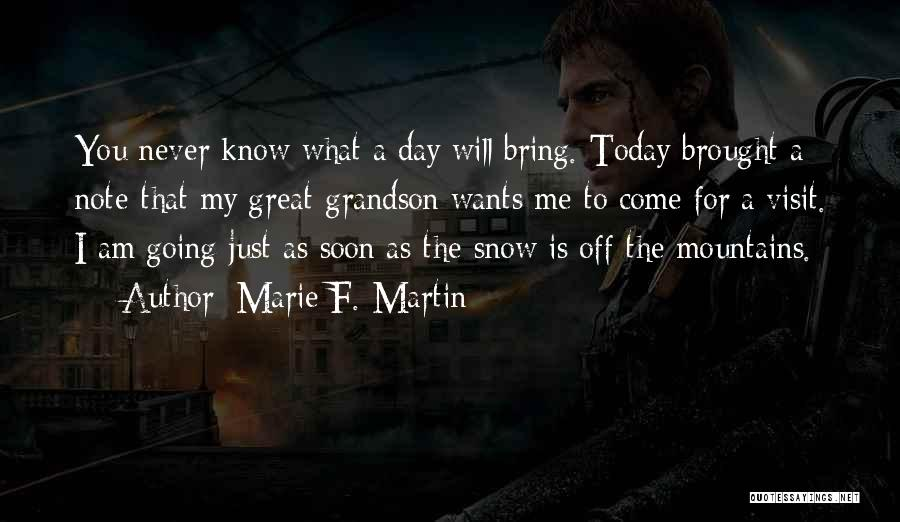 You never know what a day will bring. Today brought a
note that my great-grandson wants me to come for a visit.
I am going just as soon as the snow is off the mountains.
- Author: Marie F. Martin
QUOTESSAYINGS.NET